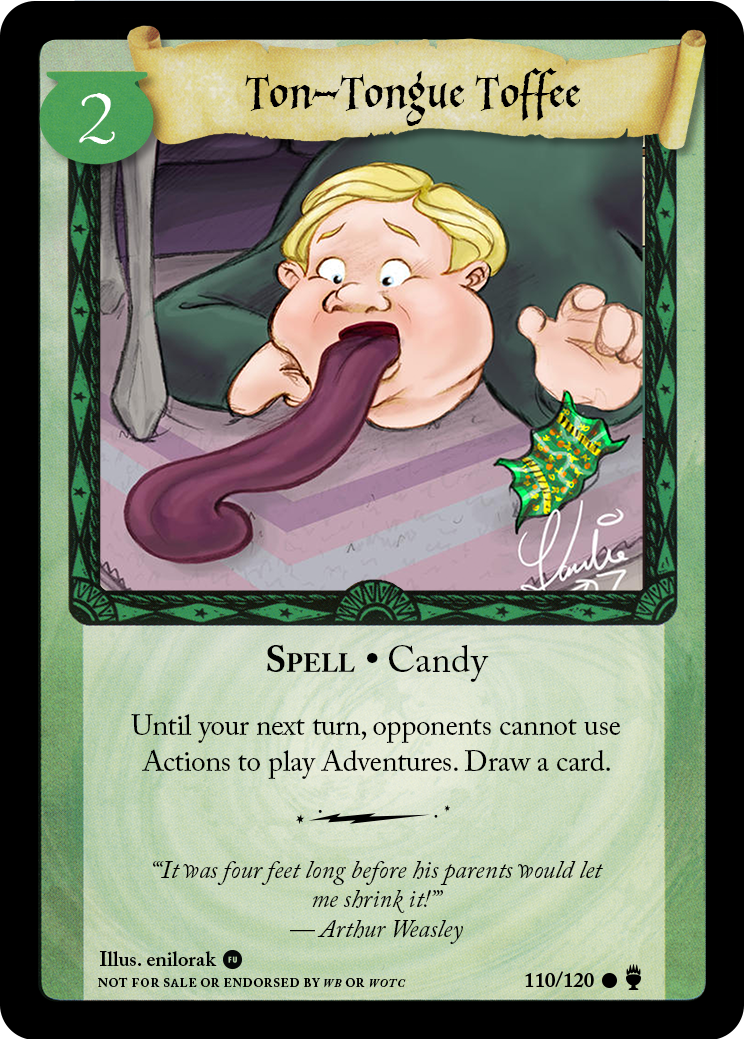 2
Ton-Tongue Toffee
Spell • Candy
Until your next turn, opponents cannot use
Actions to play Adventures. Draw a card.
“‘It was four feet long before his parents would let
me shrink it!’”
— Arthur Weasley
Illus. enilorak FU
NOT FOR SALE OR ENDORSED BY WB OR WOTC
110/120